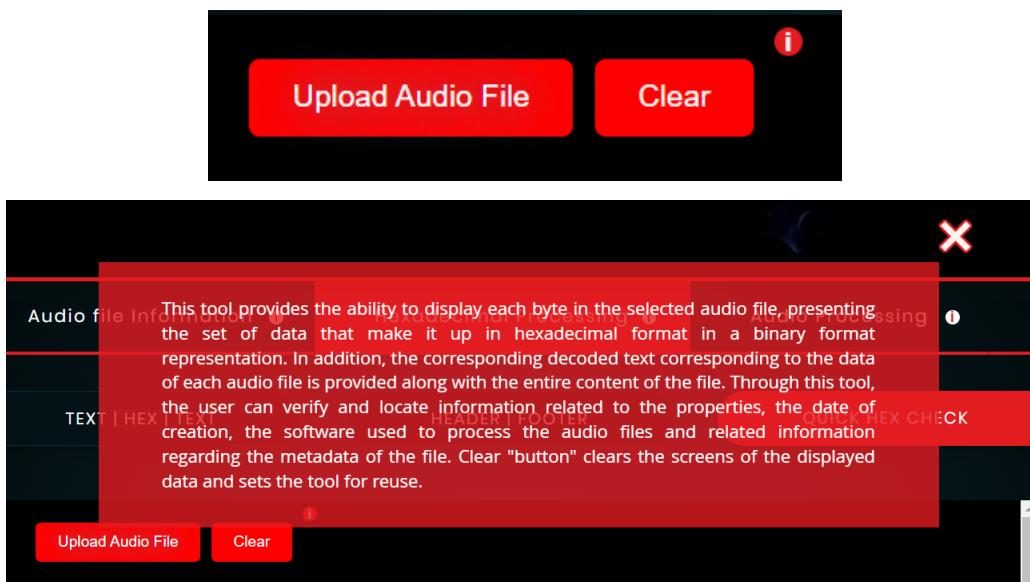 Upload Audio File Clear i
Audio file Information i Hexadecimal Processing i Audio Processing i
This tool provides the ability to display each byte in the selected audio file, presenting
the set of data that make it up in hexadecimal format in a binary format
representation. In addition, the corresponding decoded text corresponding to the data
of each audio file is provided along with the entire content of the file. Through this tool,
the user can verify and locate information related to the properties, the date of
creation, the software used to process the audio files and related information
regarding the metadata of the file. Clear "button" clears the screens of the displayed
data and sets the tool for reuse.
TEXT | HEX | TEXT HEADER | FOOTER QUICK HEX CHECK
Upload Audio File Clear i